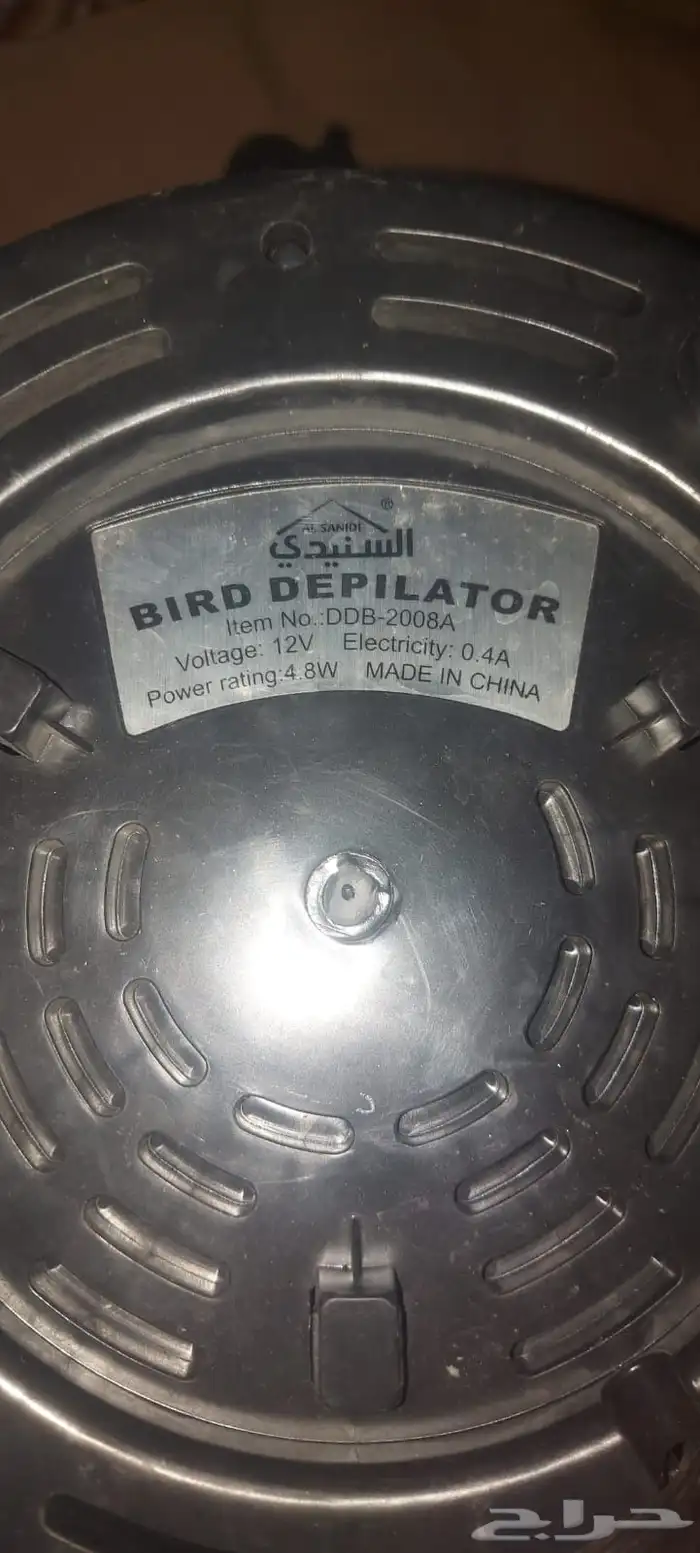 AL SANIDI ®
السنيدي
BIRD DEPILATOR
Item No.:DDB-2008A
Voltage: 12V Electricity: 0.4A
Power rating:4.8W MADE IN CHINA
حراج